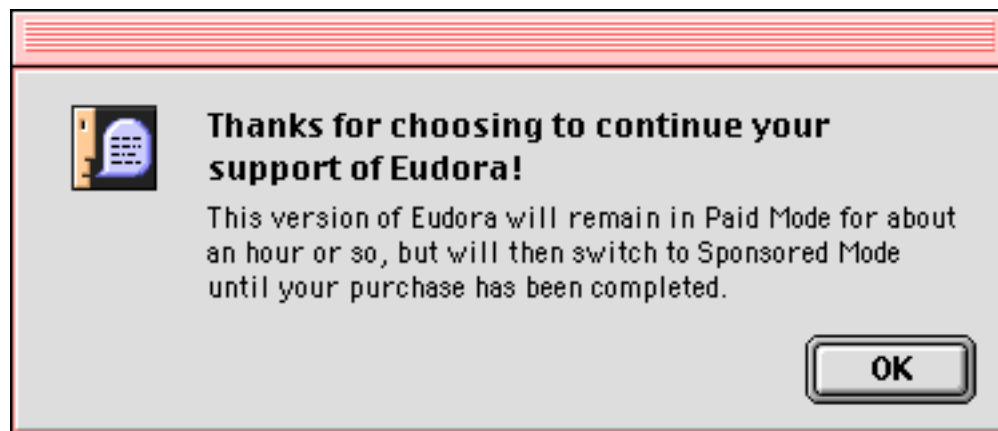 Thanks for choosing to continue your
support of Eudora!
This version of Eudora will remain in Paid Mode for about
an hour or so, but will then switch to Sponsored Mode
until your purchase has been completed.
OK